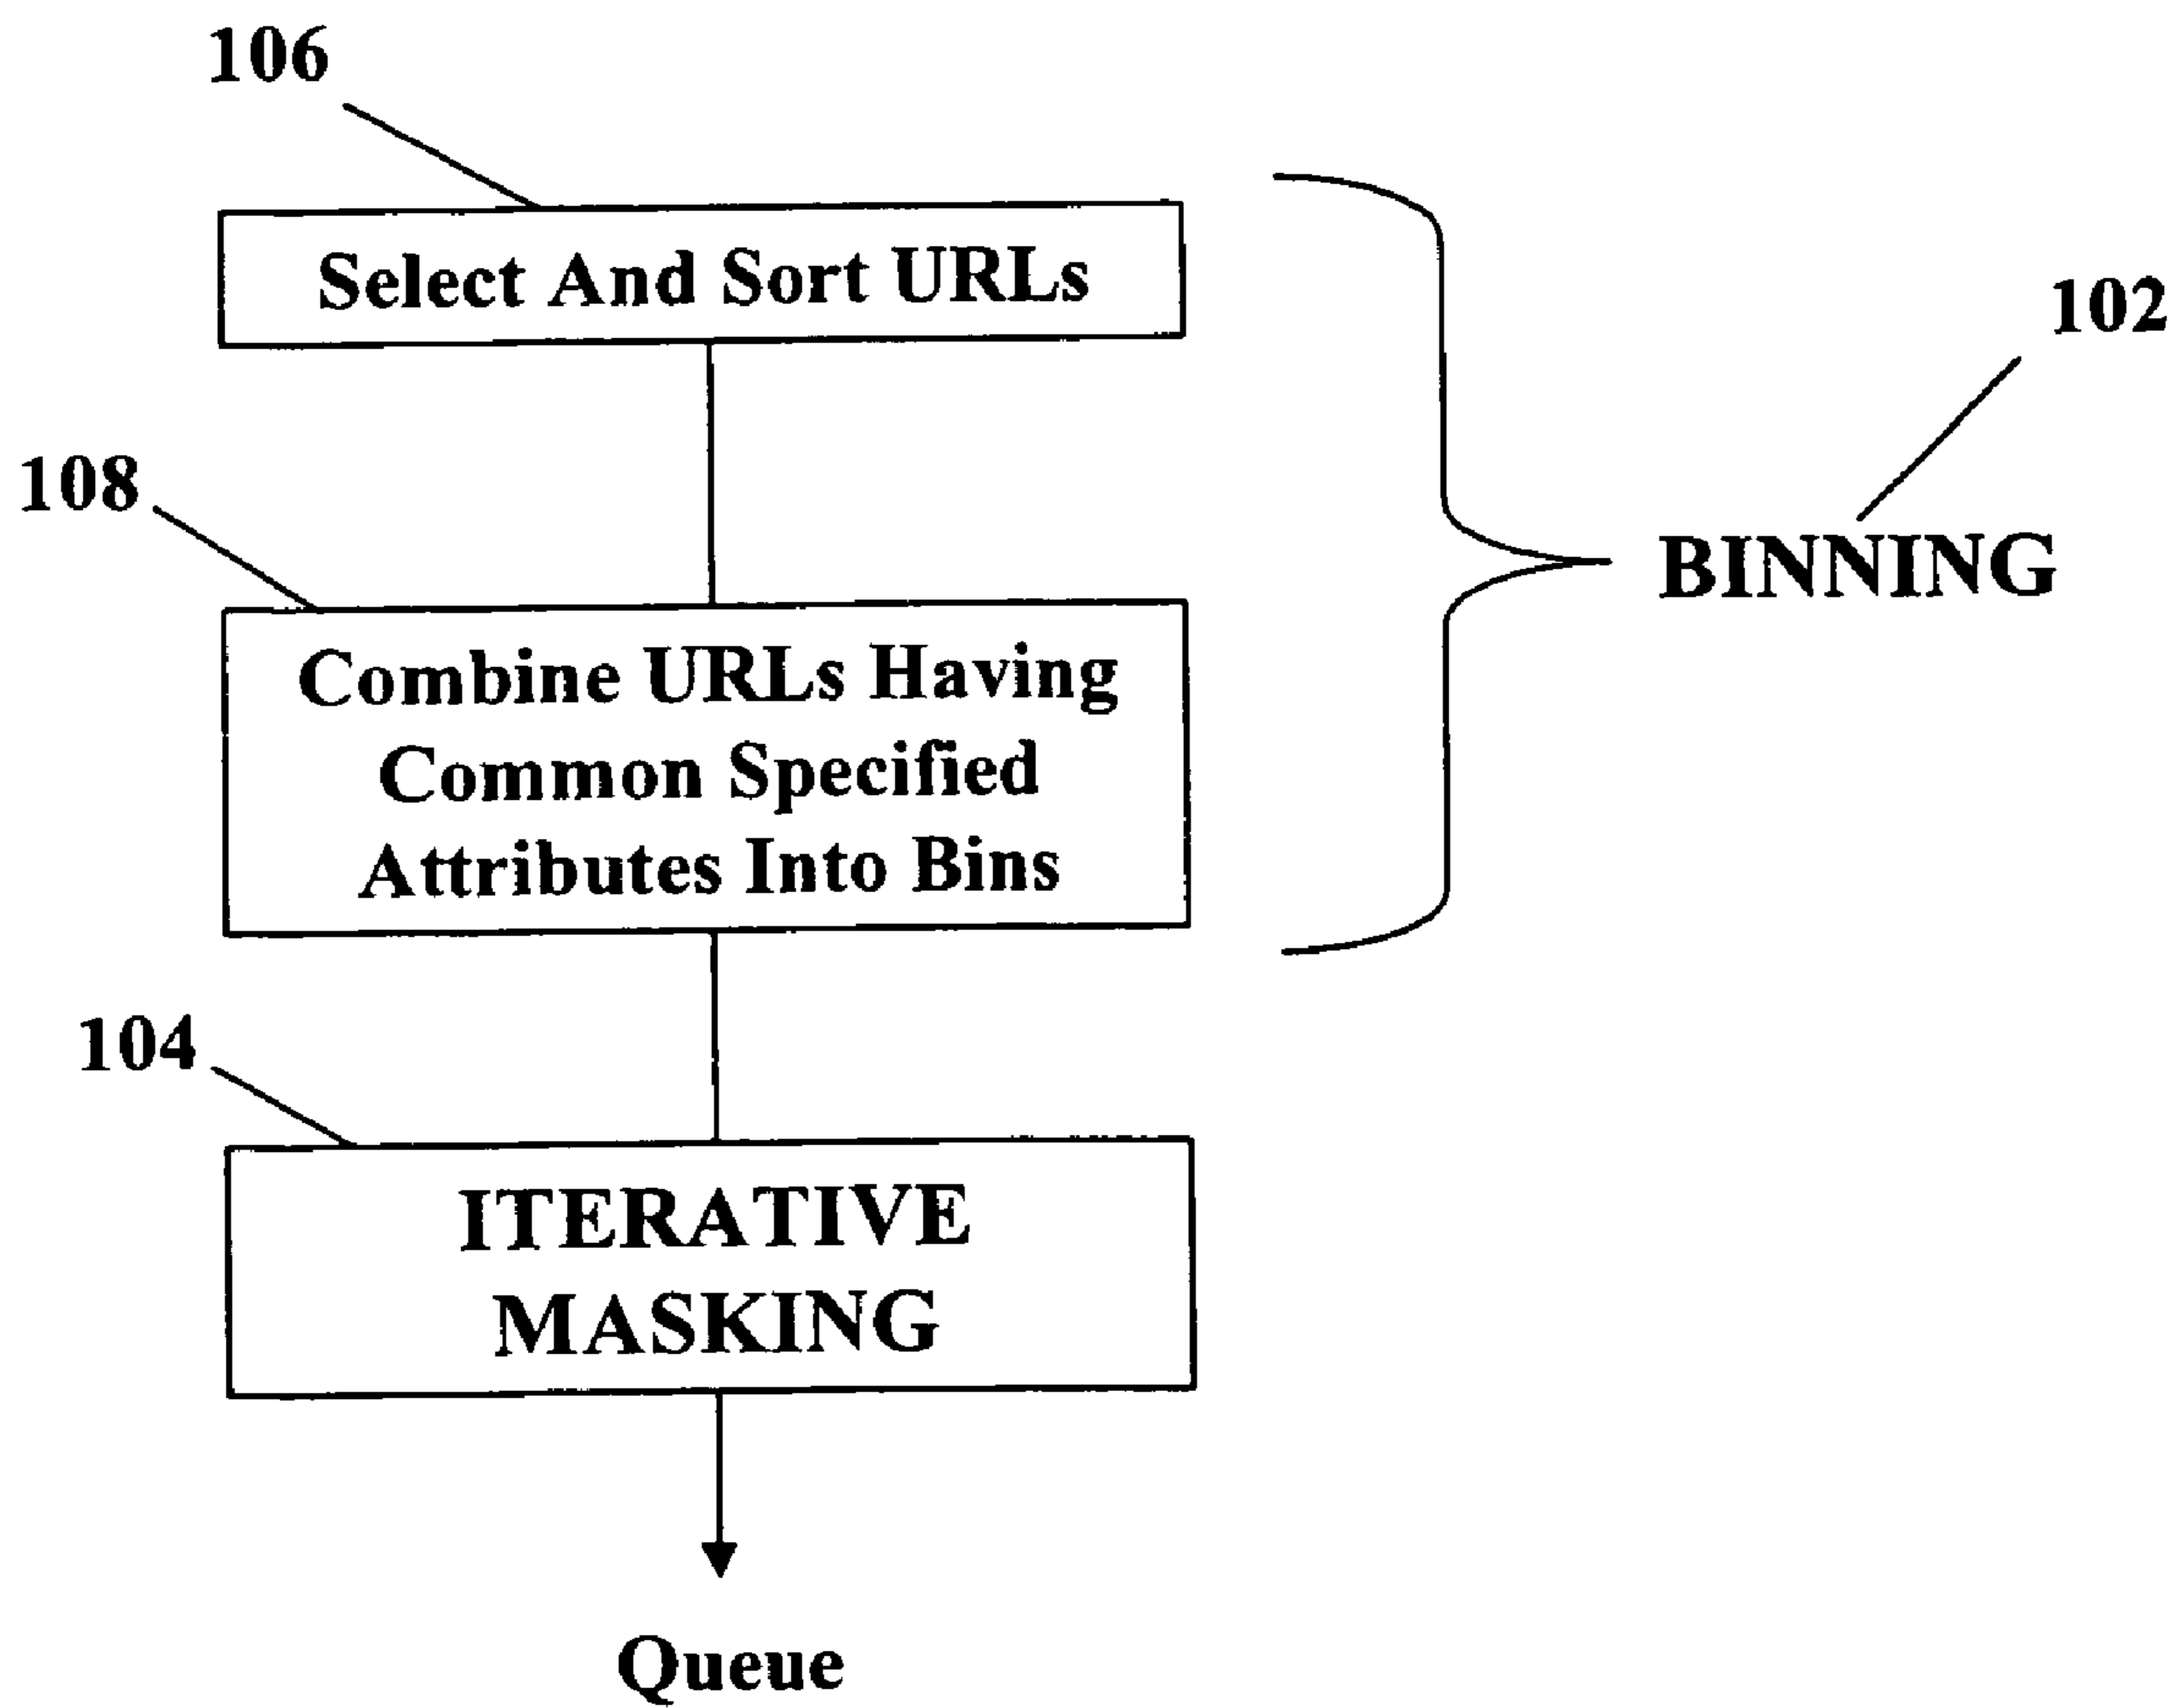 106
Select And Sort URLs
102
108
BINNING
Combine URLs Having
Common Specified
Attributes Into Bins
104
ITERATIVE
MASKING
Queue